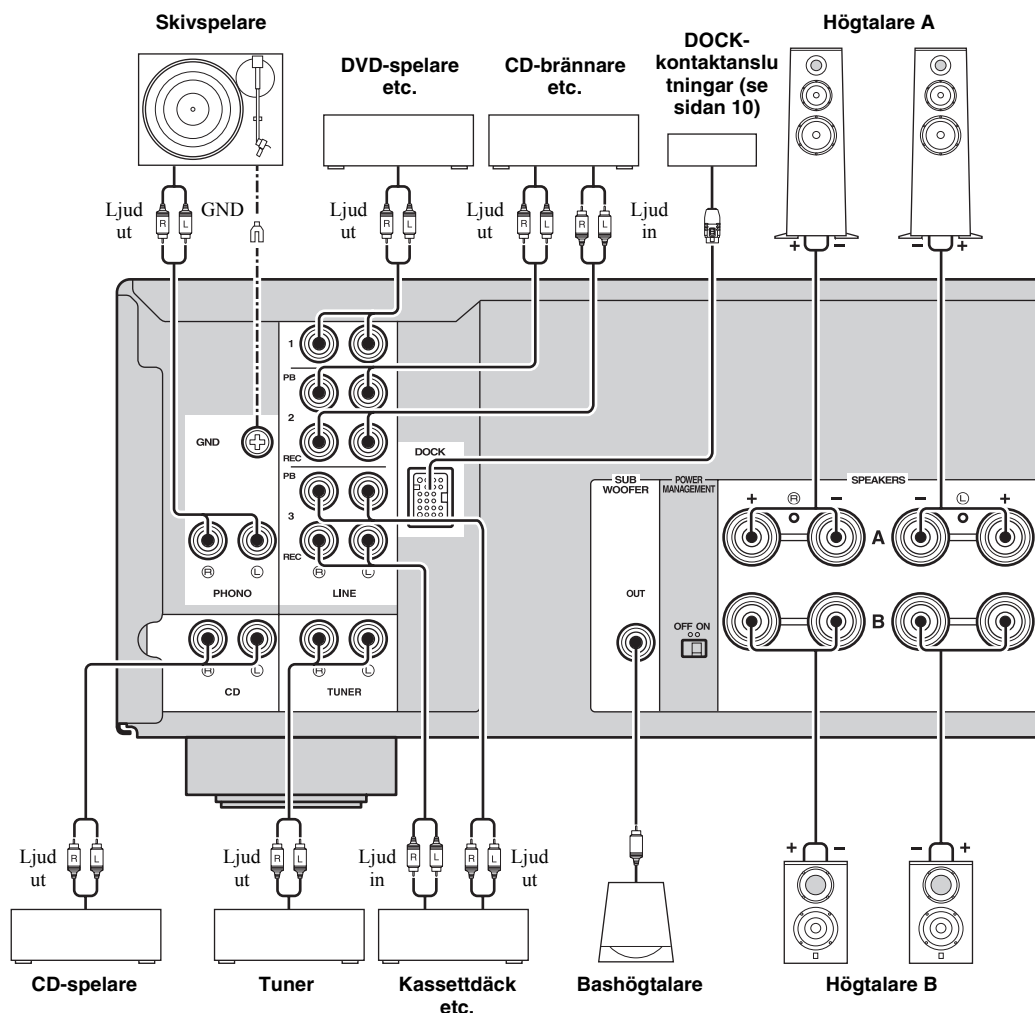 Skivspelare
DVD-spelare
etc.
CD-brännare
etc.
DOCK-
kontaktanslu
tningar (se
sidan 10)
Högtalare A
Ljud
ut
R
L
GND
Ljud
ut
R
L
Ljud
ut
R
L
R
L
Ljud
in
+
-
-
+
1
PB
2
REC
GND
PB
3
REC
DOCK
R
L
PHONO
R
L
LINE
SUB
WOOFER
OUT
POWER
MANAGEMENT
OFF ON
SPEAKERS
+
R
-
-
L
+
A
B
R
L
CD
R
L
TUNER
Ljud
ut
R
L
Ljud
ut
R
L
Ljud
in
R
L
R
L
Ljud
ut
+
-
-
+
CD-spelare
Tuner
Kassettdäck
etc.
Bashögtalare
Högtalare B